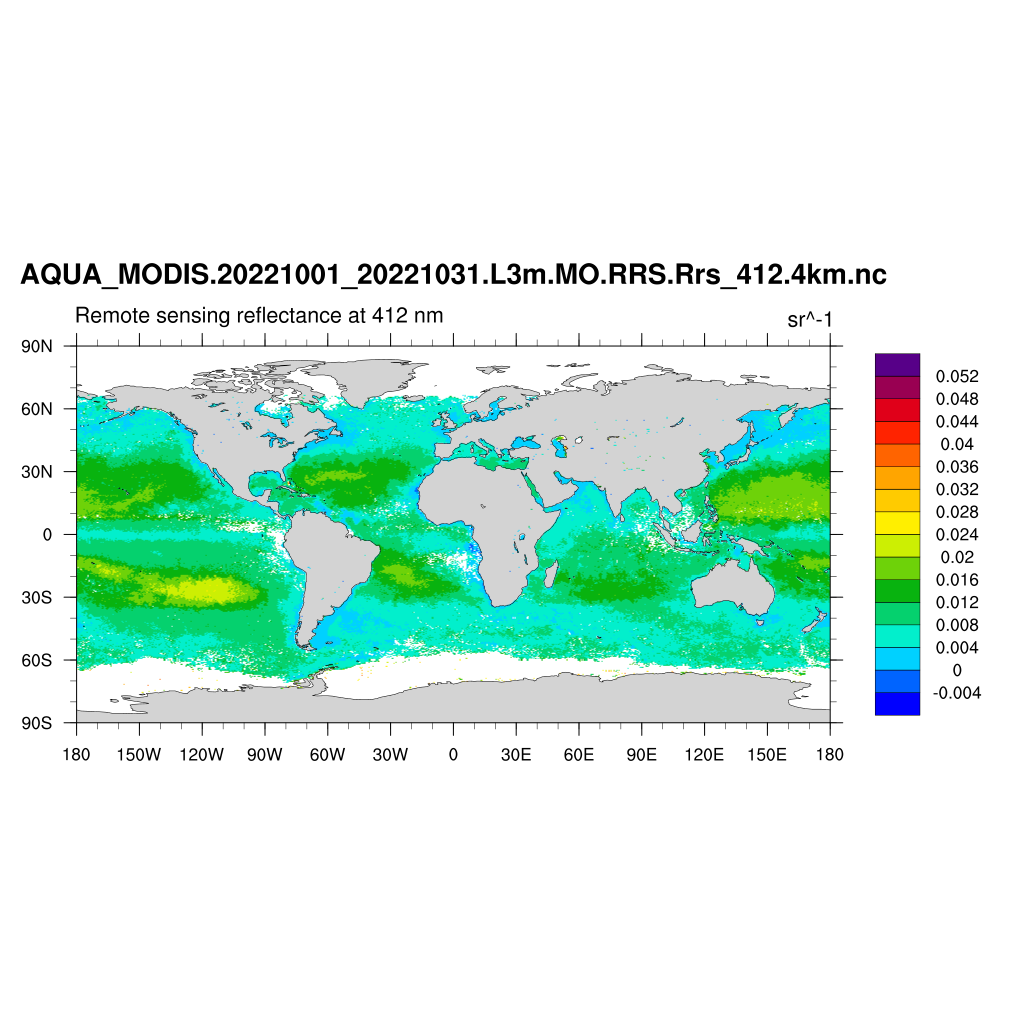 AQUA_MODIS.20221001_20221031.L3m.MO.RRS.Rrs_412.4km.nc
Remote sensing reflectance at 412 nm
sr^-1
90N
60N
30N
0
30S
60S
90S
180 150W 120W 90W 60W 30W 0 30E 60E 90E 120E 150E 180
0.052
0.048
0.044
0.04
0.036
0.032
0.028
0.024
0.02
0.016
0.012
0.008
0.004
0
-0.004